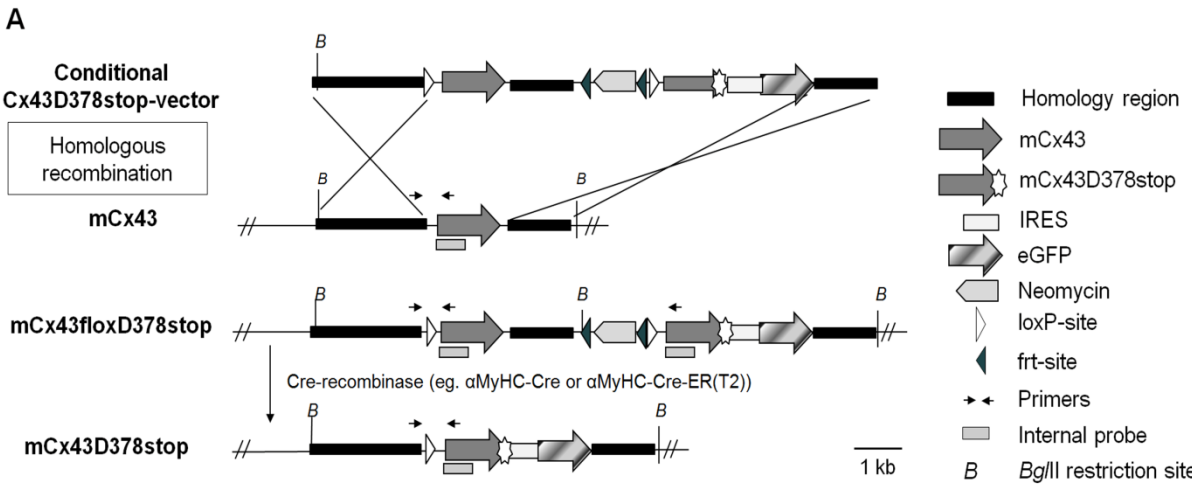 A
B
Conditional
Cx43D378stop-vector
Homologous
recombination
B
B
mCx43
B
B
B
mCx43floxD378stop
Cre-recombinase (eg. αMyHC-Cre or αMyHC-Cre-ER(T2))
B
B
mCx43D378stop
1 kb
Homology region
mCx43
mCx43D378stop
IRES
eGFP
Neomycin
loxP-site
frt-site
Primers
Internal probe
B BglII restriction site